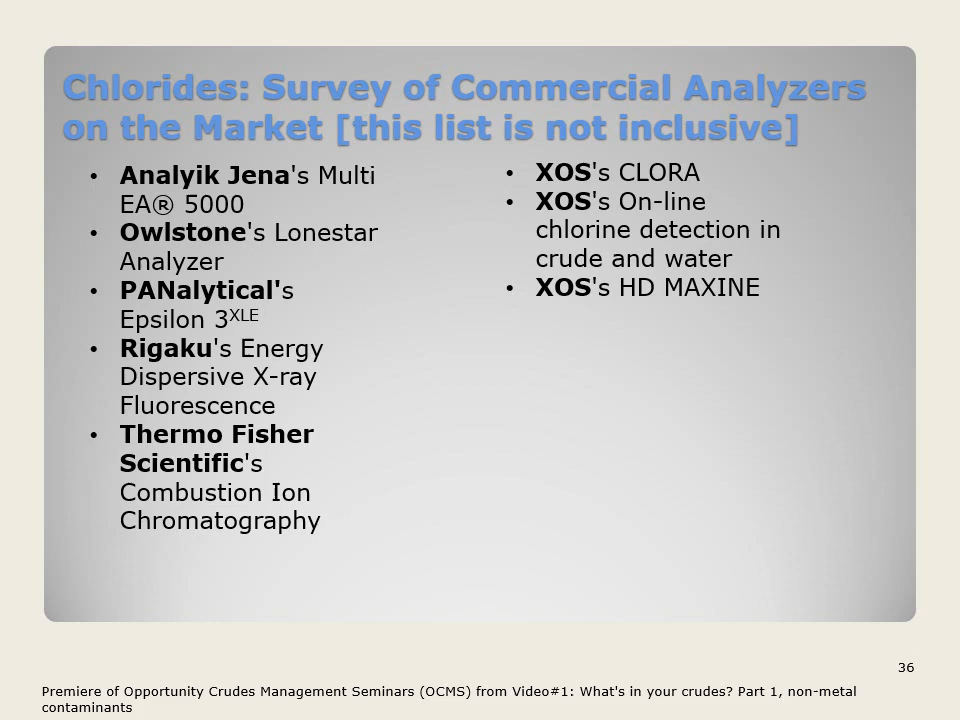 Chlorides: Survey of Commercial Analyzers
on the Market [this list is not inclusive]
• Analyik Jena's Multi
EA® 5000
• Owlstone's Lonestar
Analyzer
• PANalytical's
Epsilon 3XLE
• Rigaku's Energy
Dispersive X-ray
Fluorescence
• Thermo Fisher
Scientific's
Combustion Ion
Chromatography
• XOS's CLORA
• XOS's On-line
chlorine detection in
crude and water
• XOS's HD MAXINE
36
Premiere of Opportunity Crudes Management Seminars (OCMS) from Video#1: What's in your crudes? Part 1, non-metal
contaminants